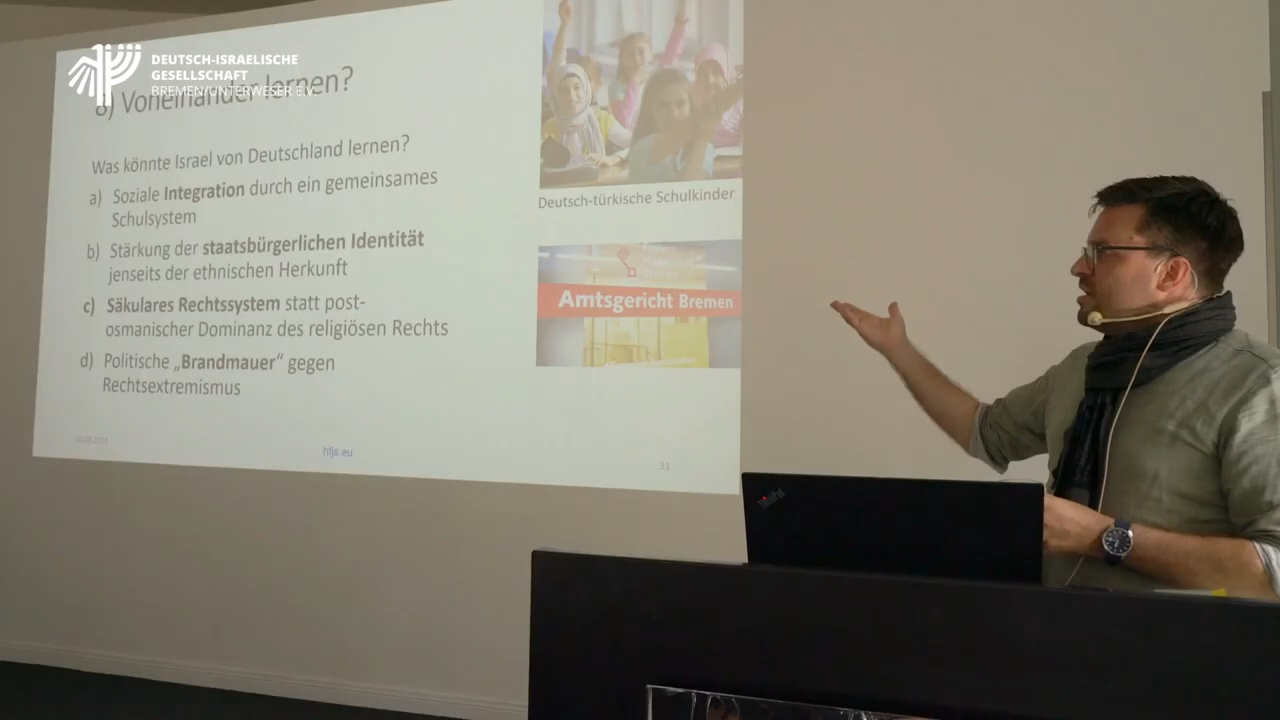 DEUTSCH-ISRAELISCHE
GESELLSCHAFT
BREMEN/UNTERWESER E.V.
8) Voneinander lernen?
Was könnte Israel von Deutschland lernen?
a) Soziale Integration durch ein gemeinsames
Schulsystem
b) Stärkung der staatsbürgerlichen Identität
jenseits der ethnischen Herkunft
c) Säkulares Rechtssystem statt post-
osmanischer Dominanz des religiösen Rechts
d) Politische „Brandmauer“ gegen
Rechtsextremismus
Deutsch-türkische Schulkinder
Amtsgericht Bremen
hfjs.eu
31
ThinkPad